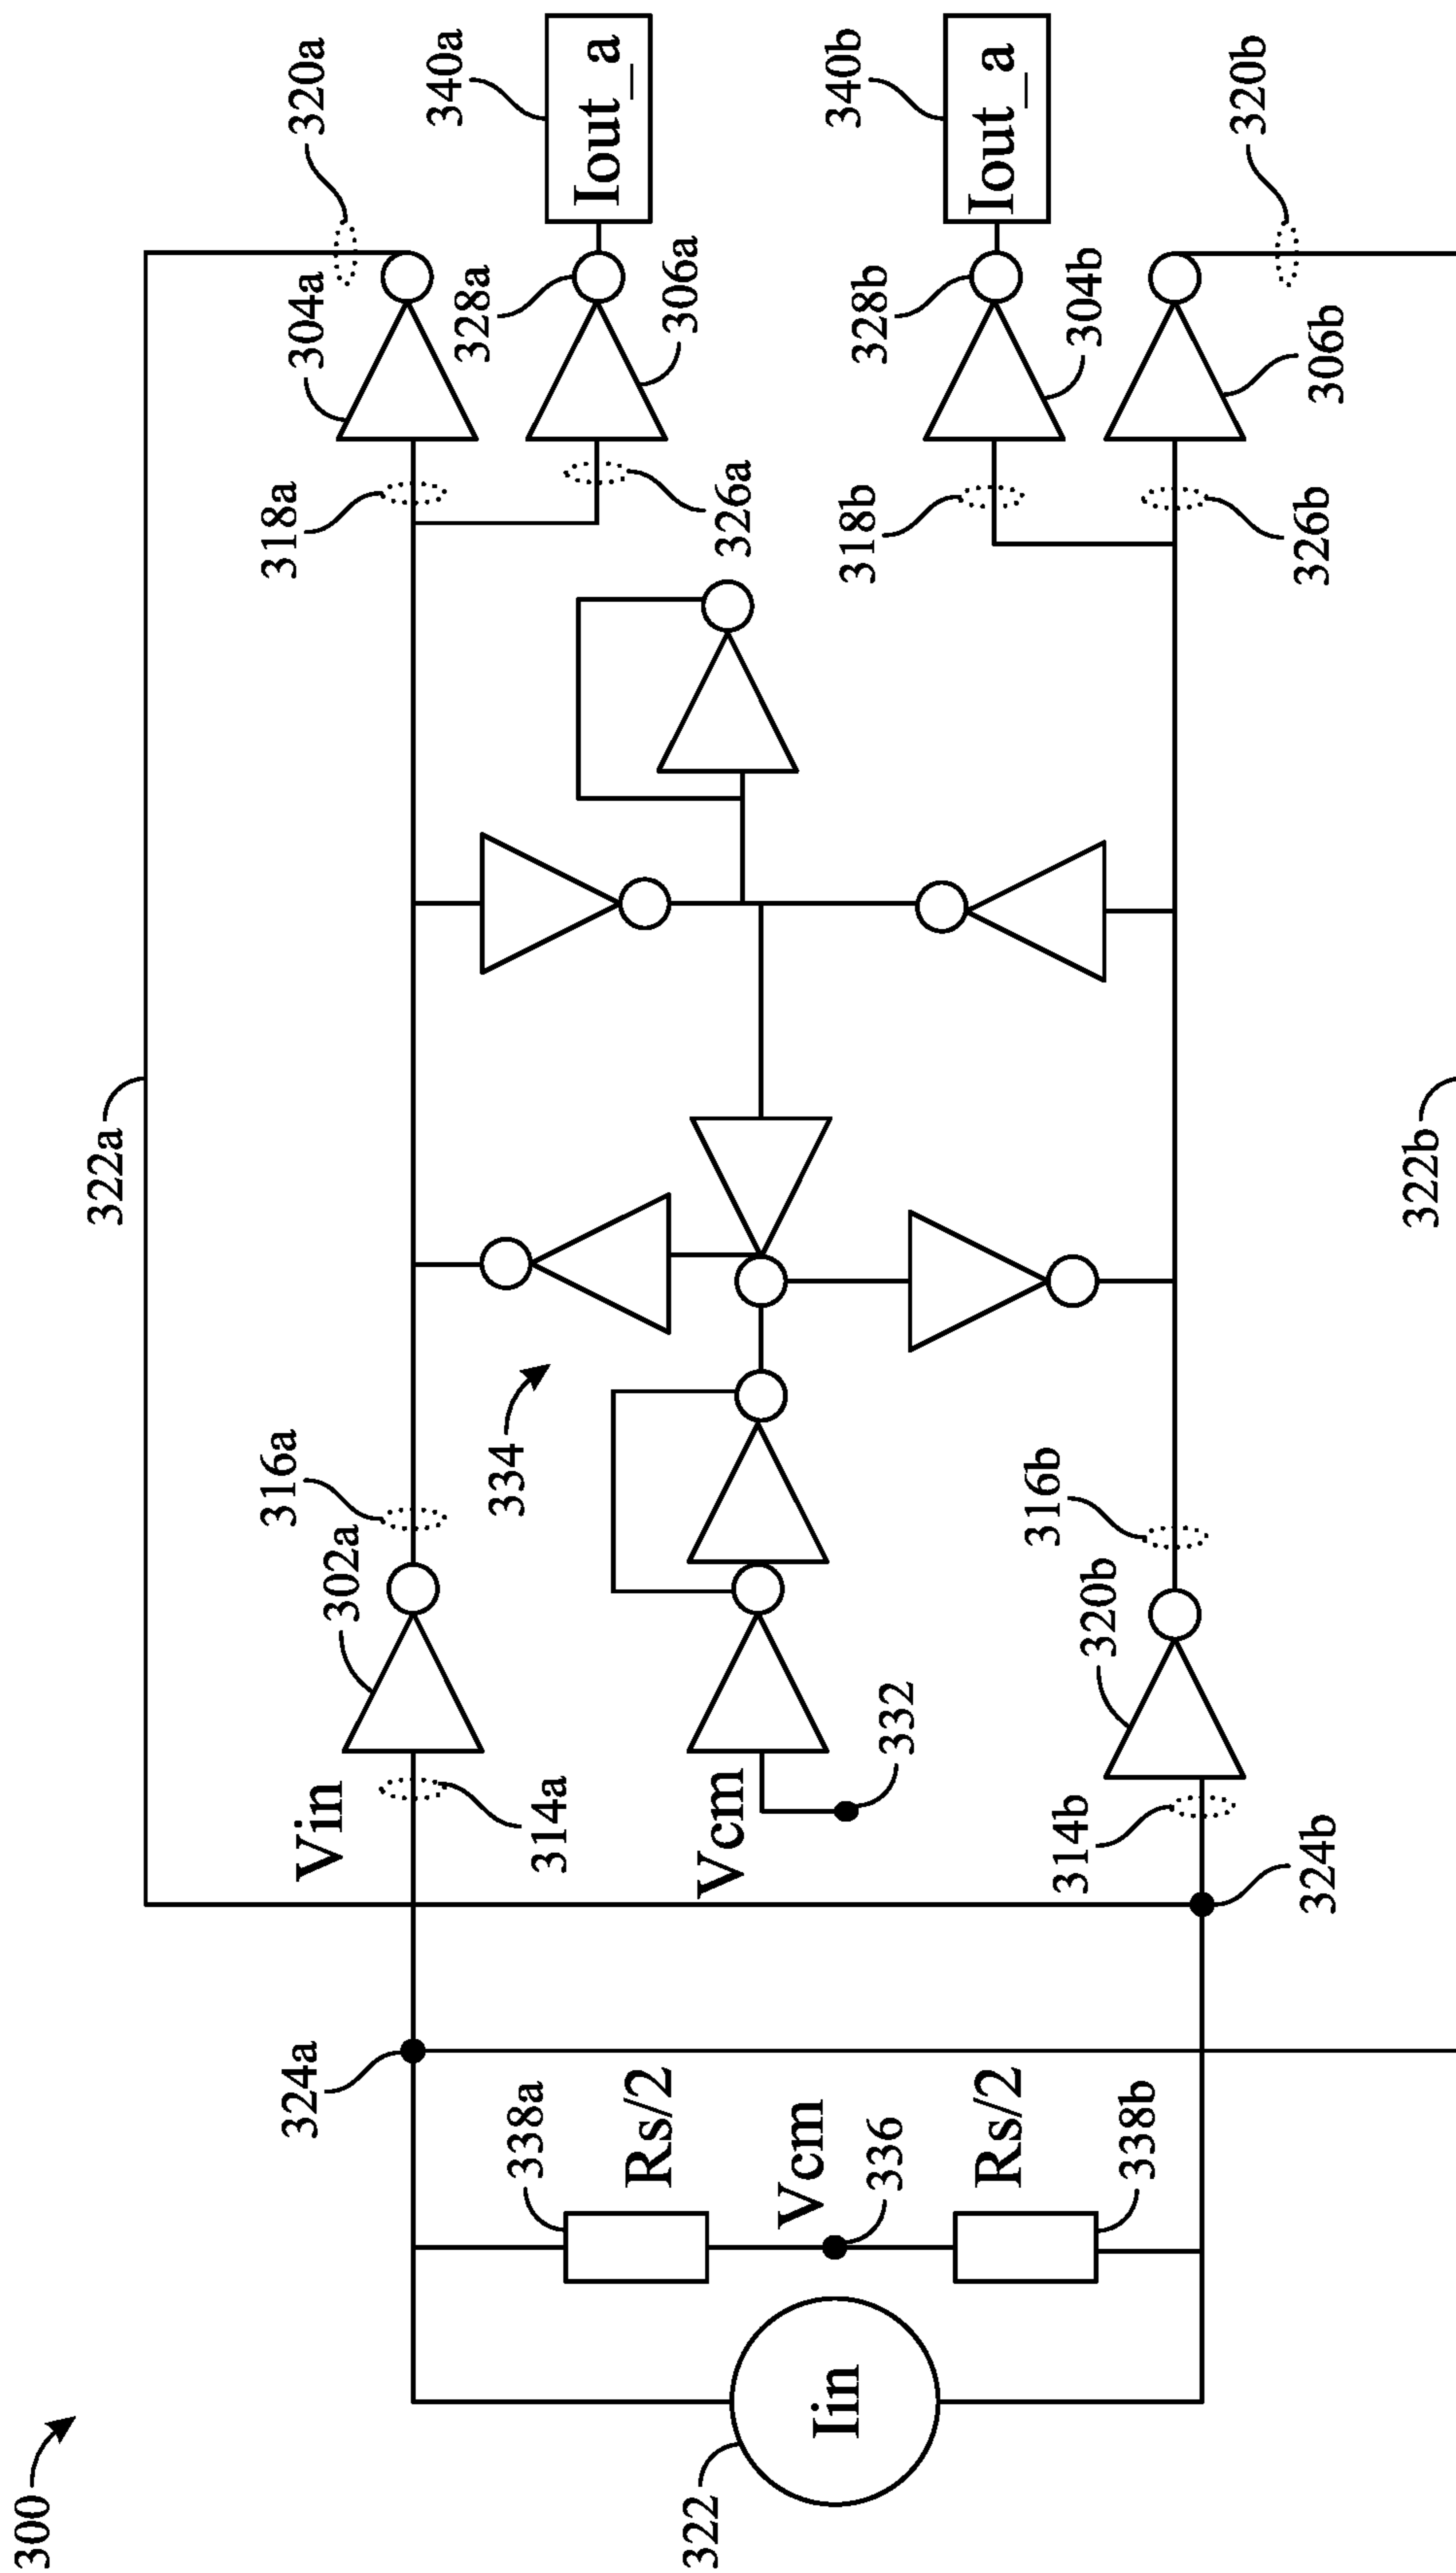 300
322a
320a
304a
340a
Iout_a
318a
328a
306a
326a
316a
302a
Vin
314a
324a
334
338a
Rs/2
Vcm
332
Vcm
336
Iin
322
Rs/2
338b
340b
Iout_a
328b
304b
318b
320b
306b
326b
316b
320b
314b
324b
322b